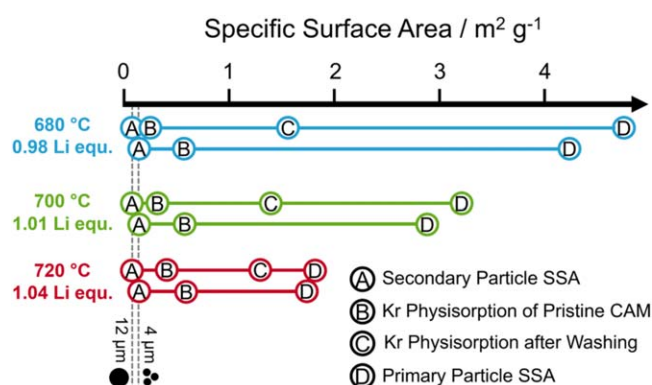 Specific Surface Area / m² g⁻¹
0 1 2 3 4
680 °C
A B C D
0.98 Li equ.
A B D
700 °C
A B C D
1.01 Li equ.
A B D
720 °C
A B C D
1.04 Li equ.
A B D
A Secondary Particle SSA
B Kr Physisorption of Pristine CAM
C Kr Physisorption after Washing
D Primary Particle SSA
12 μm
4 μm